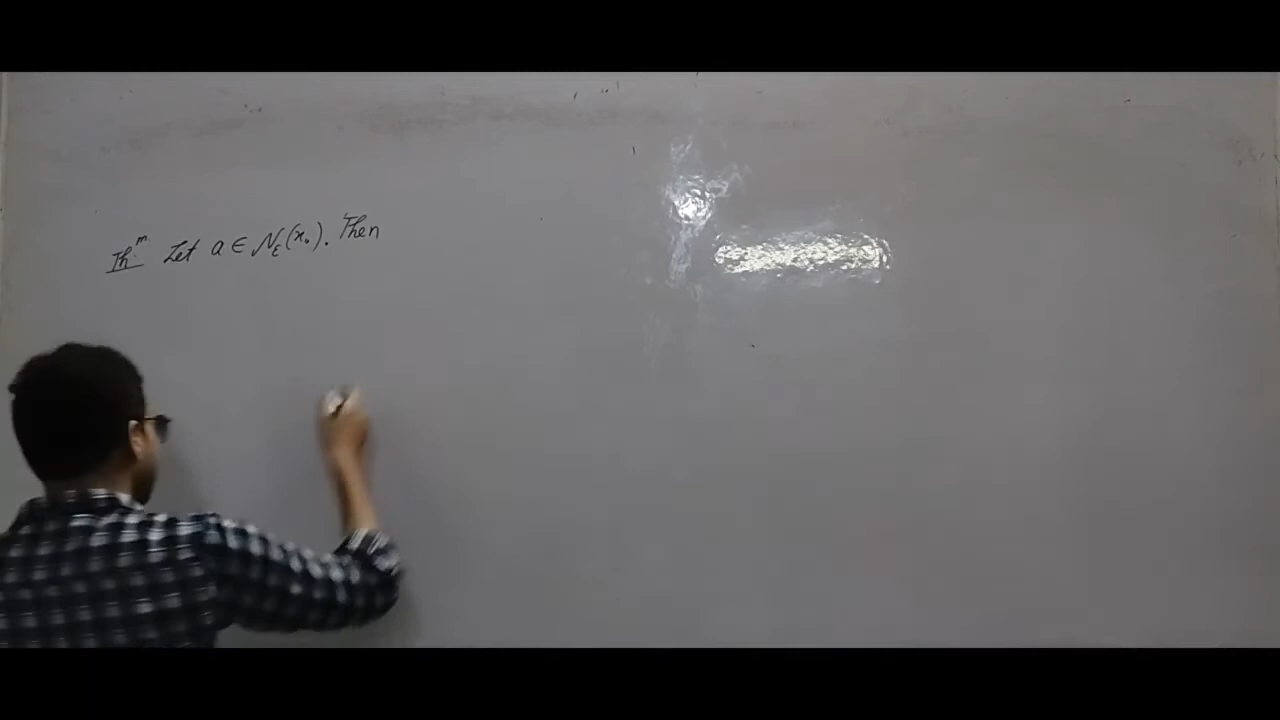 Thᵐ Let a ∈ N_ε(x₀). Then